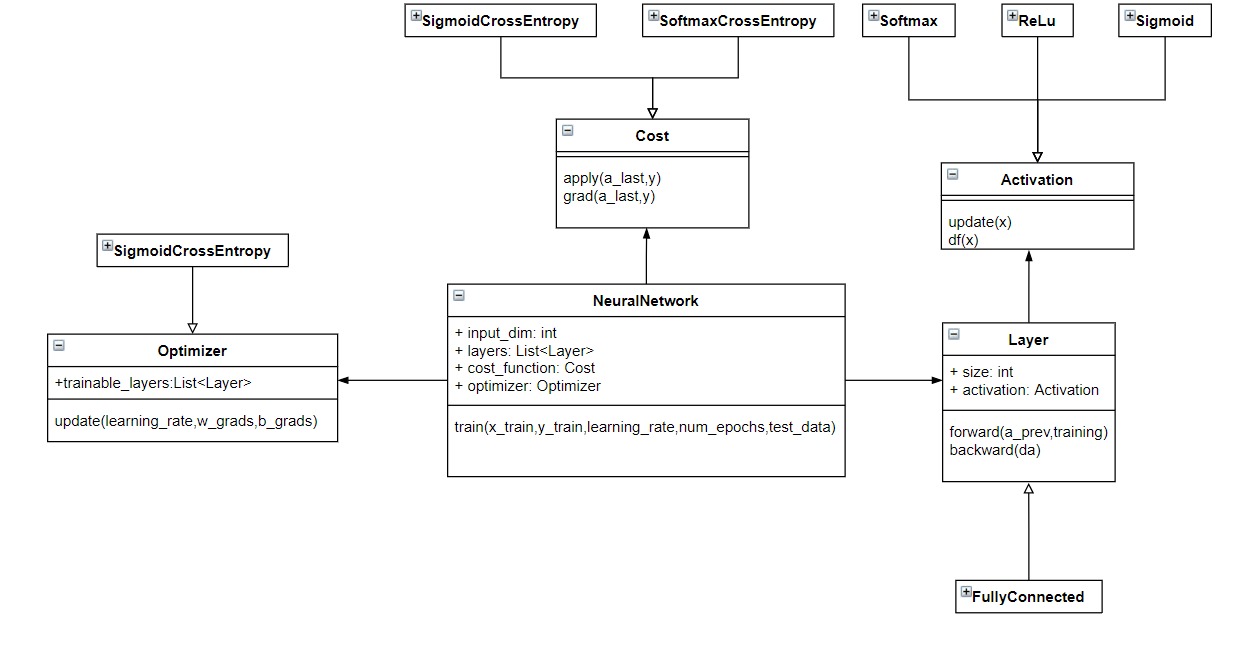 SigmoidCrossEntropy
SoftmaxCrossEntropy
Softmax
ReLu
Sigmoid
Cost
apply(a_last,y)
grad(a_last,y)
Activation
update(x)
df(x)
SigmoidCrossEntropy
Optimizer
+trainable_layers:List<Layer>
update(learning_rate,w_grads,b_grads)
NeuralNetwork
+ input_dim: int
+ layers: List<Layer>
+ cost_function: Cost
+ optimizer: Optimizer
train(x_train,y_train,learning_rate,num_epochs,test_data)
Layer
+ size: int
+ activation: Activation
forward(a_prev,training)
backward(da)
FullyConnected